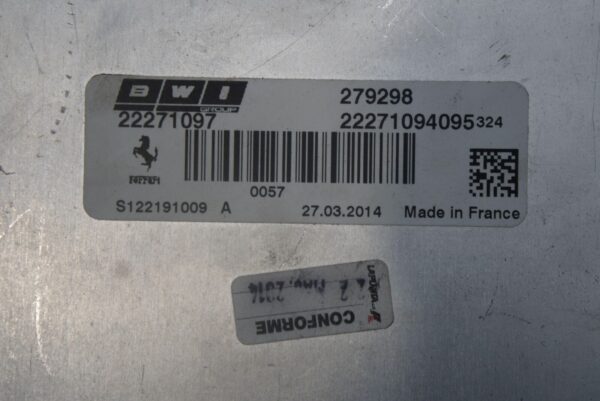 BWI
GROUP
279298
22271097
22271094095324
Ferrari
0057
S122191009 A 27.03.2014 Made in France
CONFORME